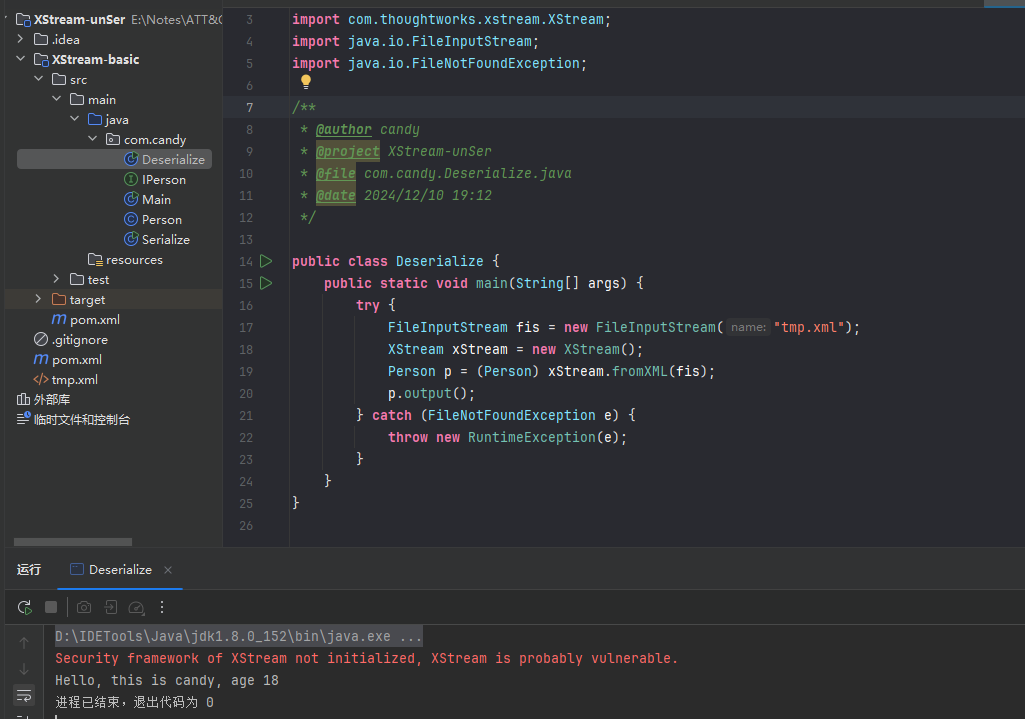 XStream-unSer E:\Notes\ATT&C
.idea
XStream-basic
src
main
java
com.candy
Deserialize
IPerson
Main
Person
Serialize
resources
test
target
pom.xml
.gitignore
pom.xml
tmp.xml
外部库
临时文件和控制台
3 import com.thoughtworks.xstream.XStream;
4 import java.io.FileInputStream;
5 import java.io.FileNotFoundException;
6
7 /**
8 * @author candy
9 * @project XStream-unSer
10 * @file com.candy.Deserialize.java
11 * @date 2024/12/10 19:12
12 */
13
14 public class Deserialize {
15 public static void main(String[] args) {
16 try {
17 FileInputStream fis = new FileInputStream( name: "tmp.xml");
18 XStream xStream = new XStream();
19 Person p = (Person) xStream.fromXML(fis);
20 p.output();
21 } catch (FileNotFoundException e) {
22 throw new RuntimeException(e);
23 }
24 }
25 }
26
运行 Deserialize
D:\IDETools\Java\jdk1.8.0_152\bin\java.exe ...
Security framework of XStream not initialized, XStream is probably vulnerable.
Hello, this is candy, age 18
进程已结束，退出代码为 0